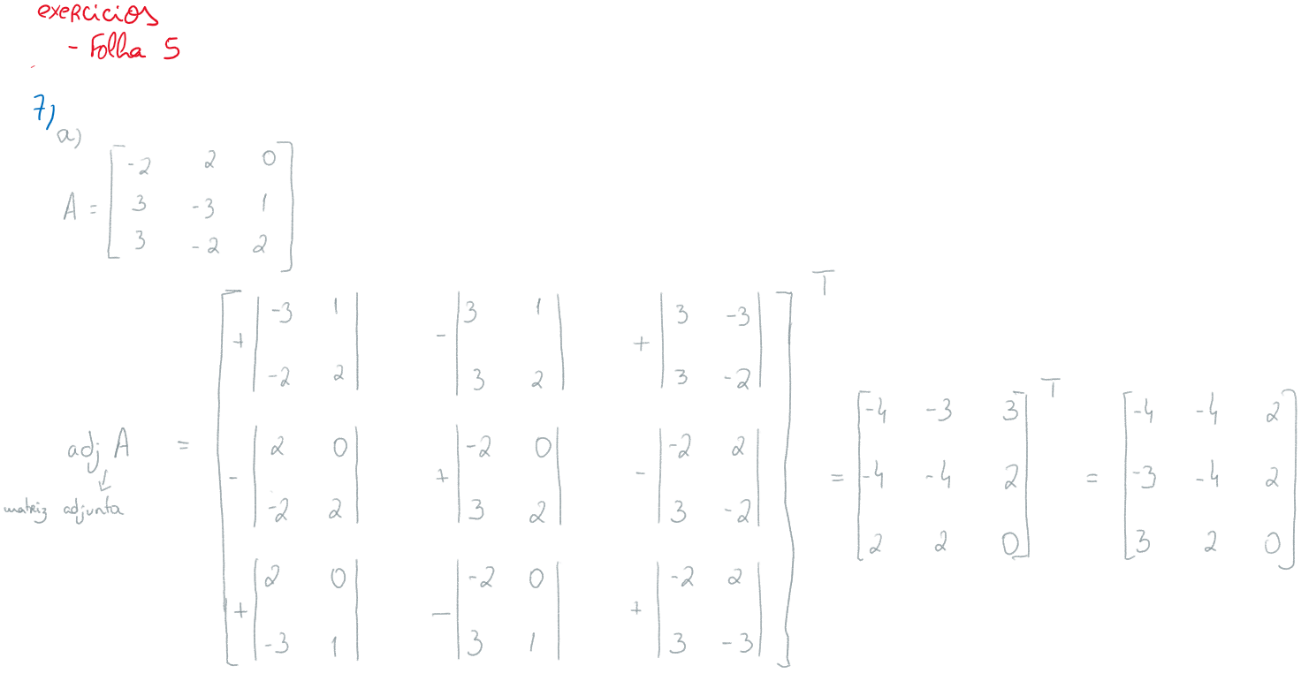 exercicios
- Folha 5
7)
a)
A = [ -2 2 0
3 -3 1
3 -2 2 ]
adj A = [ + | -3 1 | - | 3 1 | + | 3 -3 | ] T
| -2 2 | | 3 2 | | 3 -2 |
- | 2 0 | + | -2 0 | - | -2 2 |
| -2 2 | | 3 2 | | 3 -2 |
+ | 2 0 | - | -2 0 | + | -2 2 |
| -3 1 | | 3 1 | | 3 -3 |
matriz adjunta
= [ -4 -3 3
-4 -4 2
2 2 0 ] T
= [ -4 -4 2
-3 -4 2
3 2 0 ]